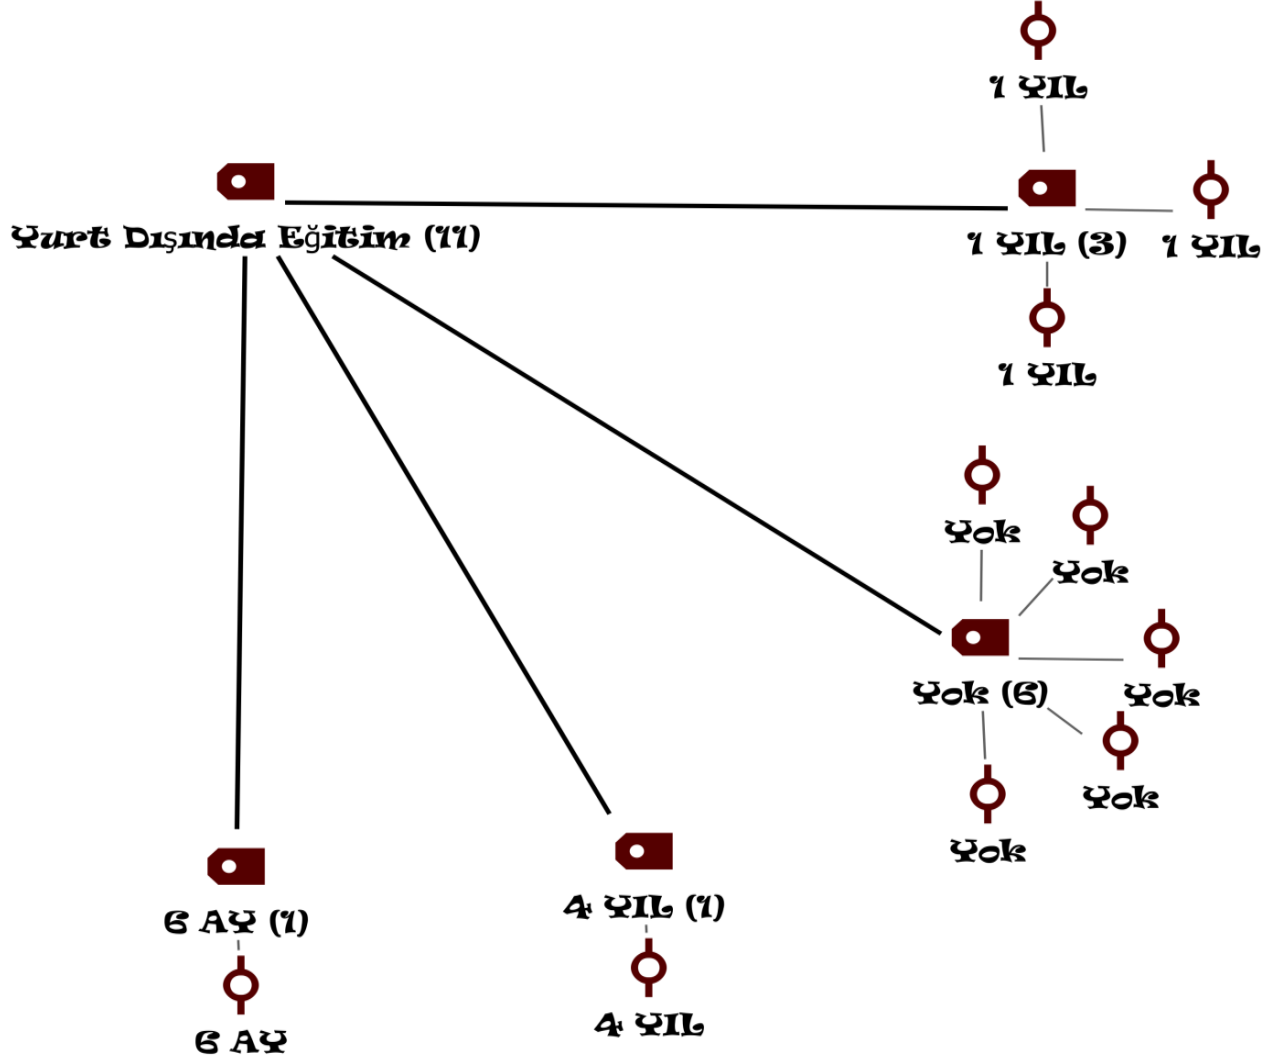 1 YIL
Yurt Dışında Eğitim (11)
1 YIL (3)
1 YIL
1 YIL
Yok
Yok
Yok (6)
Yok
Yok
Yok
6 AY (1)
4 YIL (1)
6 AY
4 YIL